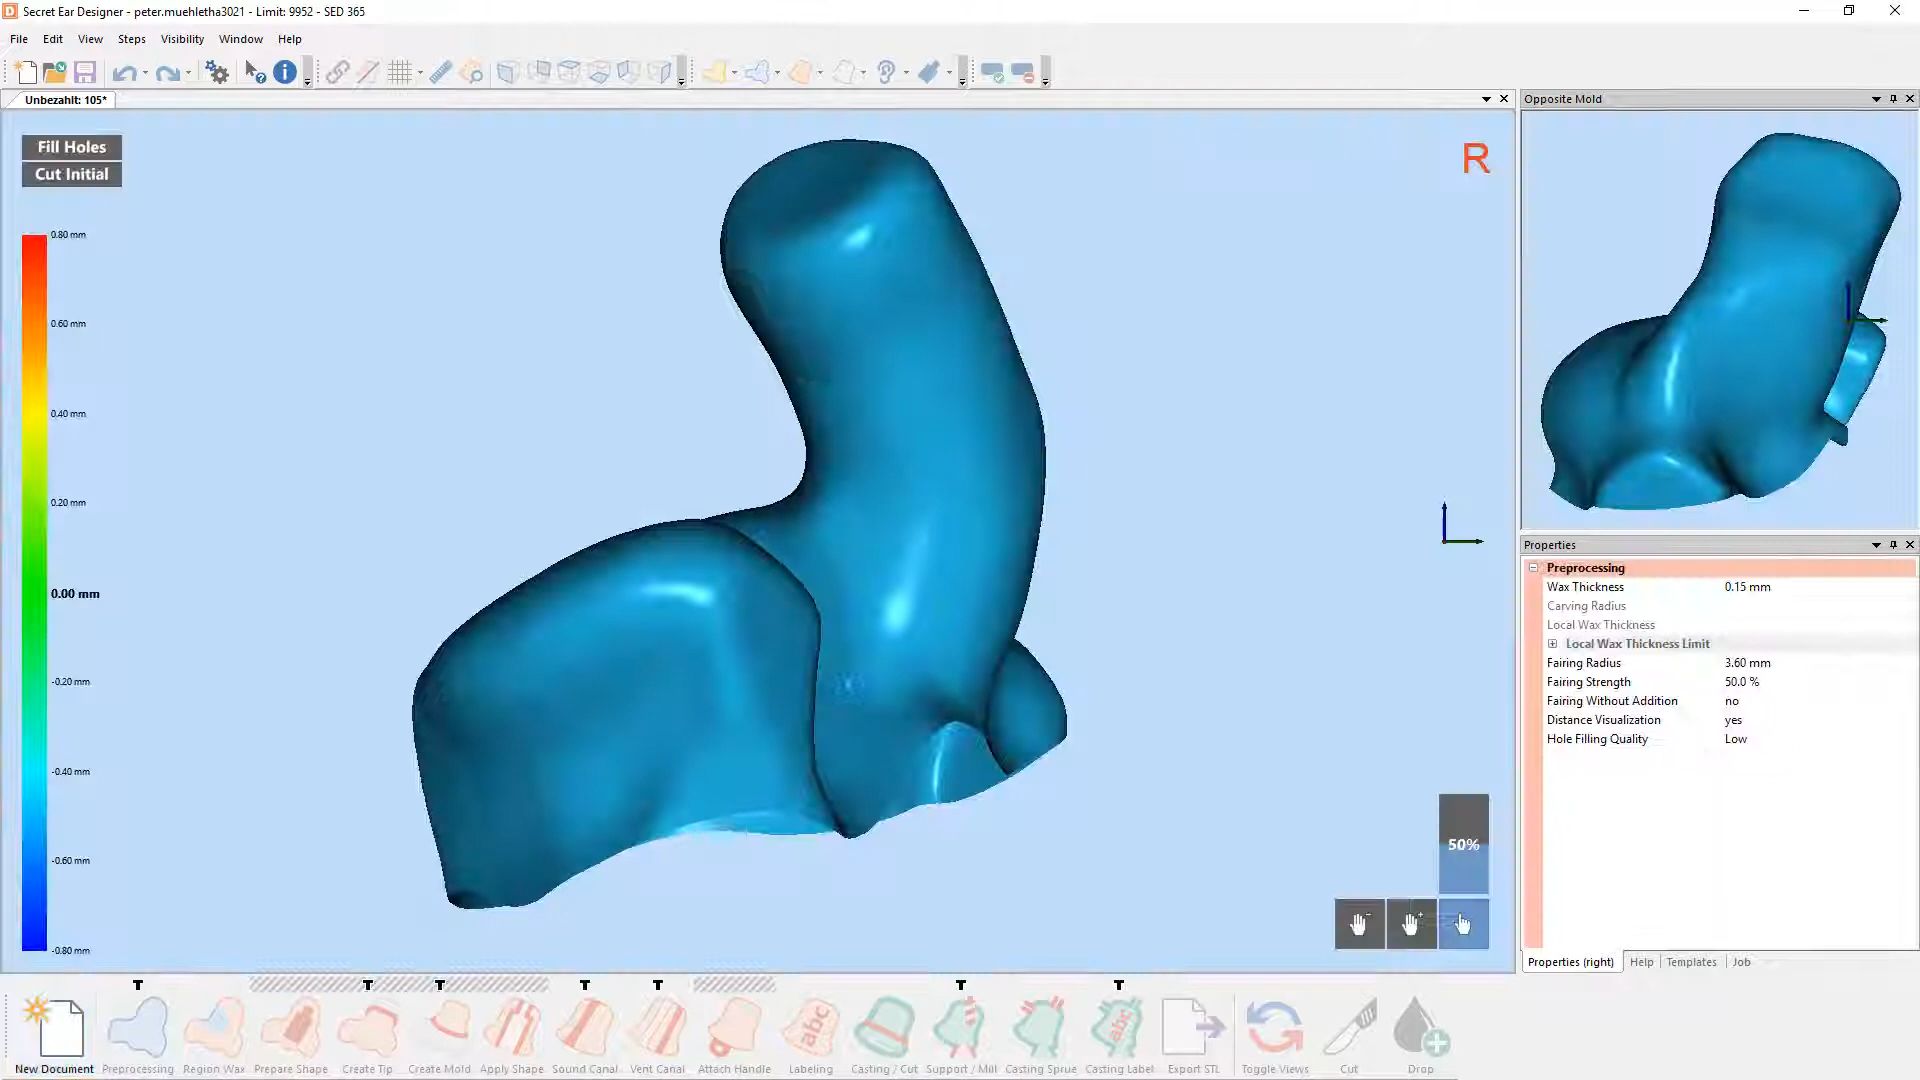 Secret Ear Designer - peter.muehletha3021 - Limit: 9952 - SED 365
File Edit View Steps Visibility Window Help
Unbezahlt: 105*
Opposite Mold
Fill Holes
Cut Initial
R
0.80 mm
0.60 mm
0.40 mm
0.20 mm
0.00 mm
-0.20 mm
-0.40 mm
-0.60 mm
-0.80 mm
50%
Properties
Preprocessing
Wax Thickness 0.15 mm
Carving Radius
Local Wax Thickness
Local Wax Thickness Limit
Fairing Radius 3.60 mm
Fairing Strength 50.0 %
Fairing Without Addition no
Distance Visualization yes
Hole Filling Quality Low
Properties (right) Help Templates Job
T T T T T T T
abc abc
New Document Preprocessing Region Wax Prepare Shape Create Tip Create Mold Apply Shape Sound Canal Vent Canal Attach Handle Labeling Casting / Cut Support / Mill Casting Sprue Casting Label Export STL Toggle Views Cut Drop